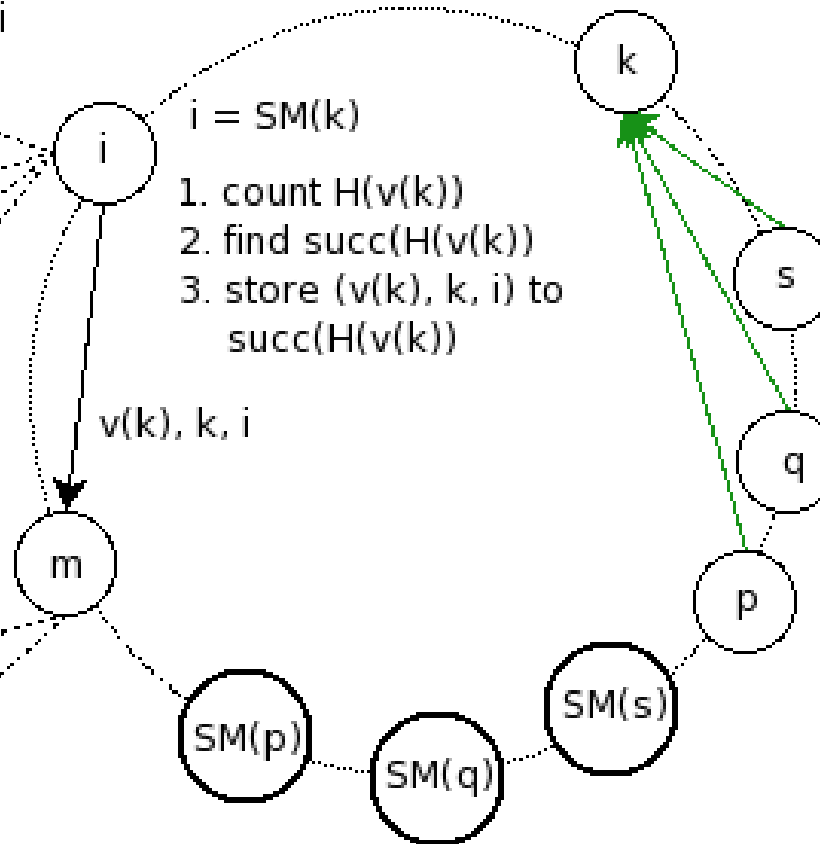 i
k
i
i = SM(k)
1. count H(v(k))
2. find succ(H(v(k))
3. store (v(k), k, i) to
succ(H(v(k))
s
v(k), k, i
q
m
p
SM(p)
SM(q)
SM(s)